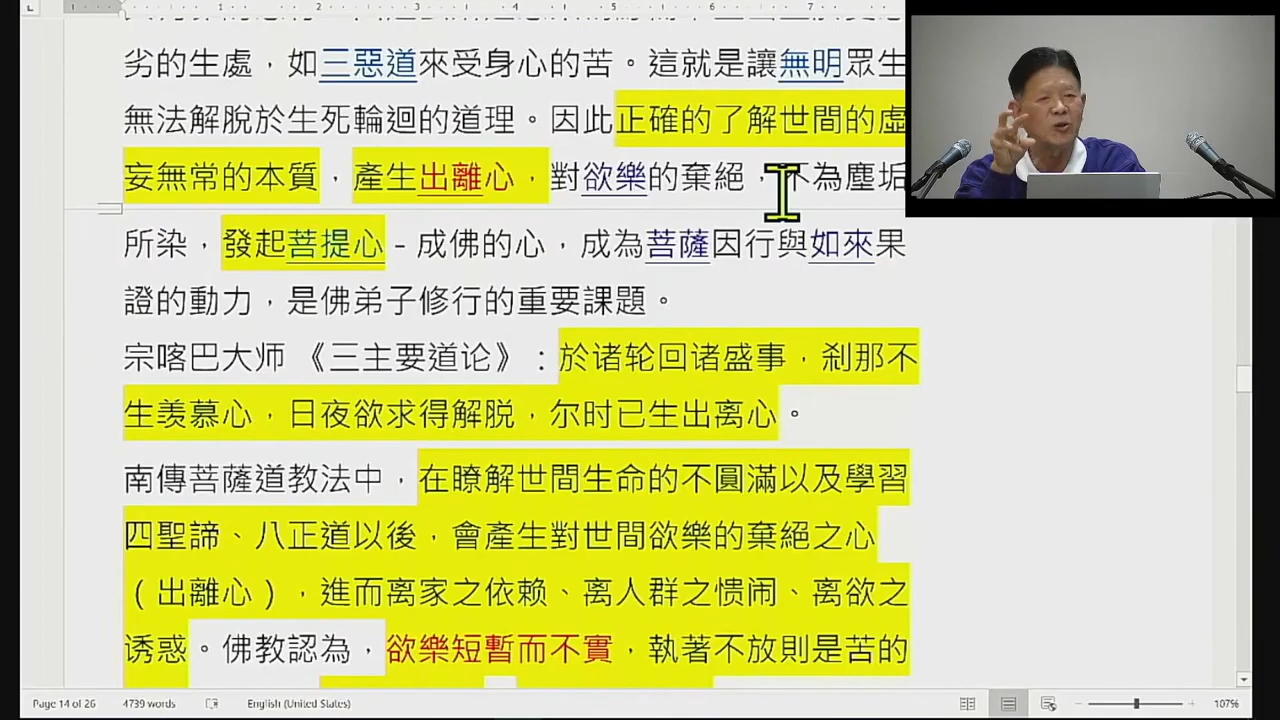 劣的生處，如三惡道來受身心的苦。這就是讓無明眾生
無法解脫於生死輪迴的道理。因此正確的了解世間的虛
妄無常的本質，產生出離心，對欲樂的棄絕，不為塵垢
所染，發起菩提心 - 成佛的心，成為菩薩因行與如來果
證的動力，是佛弟子修行的重要課題。
宗喀巴大师 《三主要道论》：於诸轮回诸盛事，剎那不
生羡慕心，日夜欲求得解脱，尔时已生出离心。
南傳菩薩道教法中，在瞭解世間生命的不圓滿以及學習
四聖諦、八正道以後，會產生對世間欲樂的棄絕之心
（出離心），進而离家之依赖、离人群之愦闹、离欲之
诱惑。佛教認為，欲樂短暫而不實，執著不放則是苦的
Page 14 of 26 4739 words English (United States) 107%